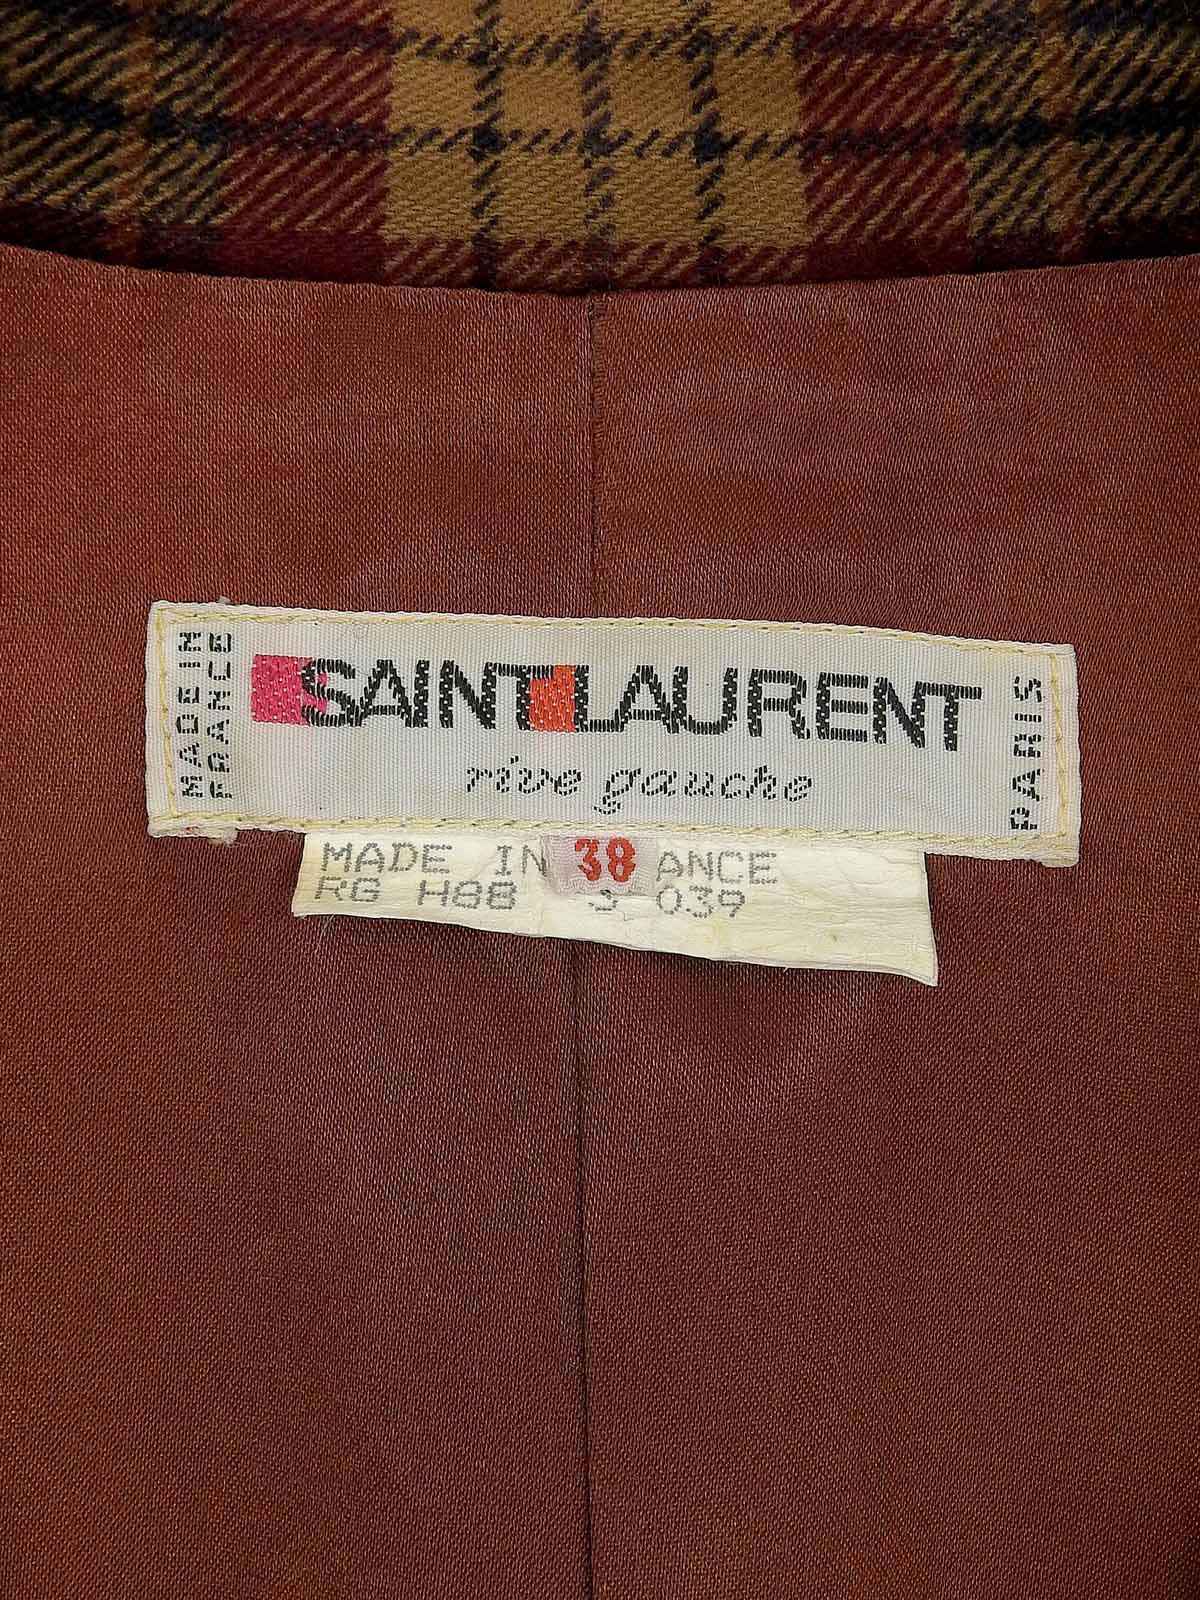 MADE IN
FRANCE
SAINT LAURENT
rive gauche
PARIS
38
MADE IN ANCE
RG H88 039